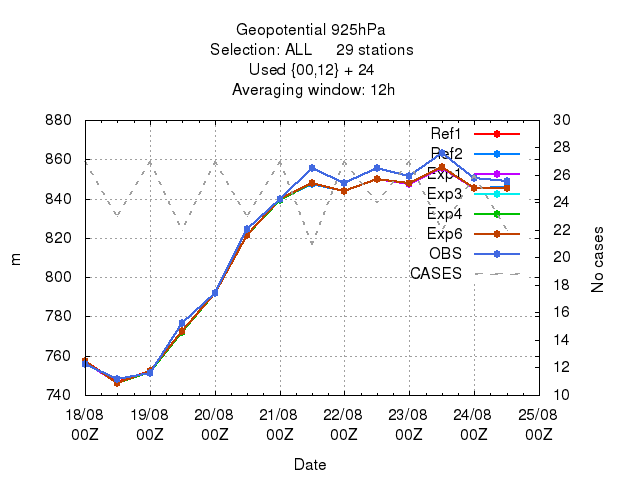 Geopotential 925hPa
Selection: ALL 29 stations
Used {00,12} + 24
Averaging window: 12h
880
860
840
820
800
780
760
740
m
30
28
26
24
22
20
18
16
14
12
10
No cases
Ref1
Ref2
Exp1
Exp3
Exp4
Exp6
OBS
CASES
18/08 19/08 20/08 21/08 22/08 23/08 24/08 25/08
00Z 00Z 00Z 00Z 00Z 00Z 00Z 00Z
Date